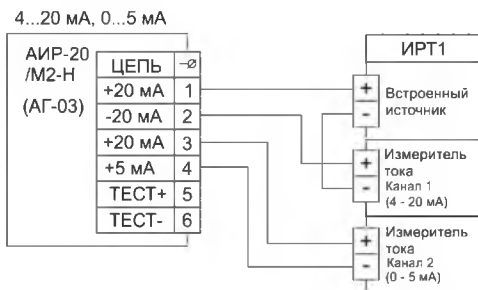 4...20 мА, 0...5 мА
АИР-20
/М2-Н
(АГ-03)
ЦЕПЬ
+20 мА 1
-20 мА 2
+20 мА 3
+5 мА 4
ТЕСТ+ 5
ТЕСТ- 6
ИРТ1
+
-
Встроенный
источник
+
-
Измеритель
тока
Канал 1
(4 - 20 мА)
+
-
Измеритель
тока
Канал 2
(0 - 5 мА)